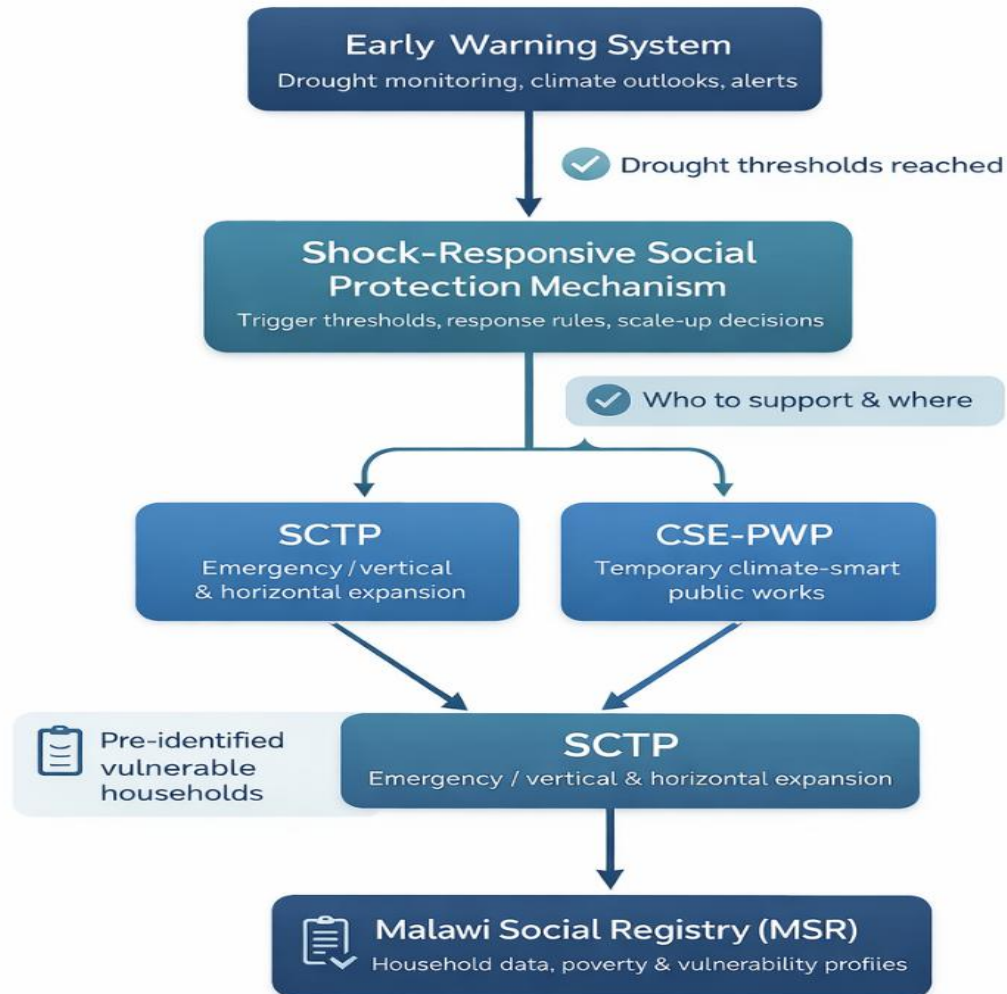 Early Warning System
Drought monitoring, climate outlooks, alerts
Drought thresholds reached
Shock-Responsive Social
Protection Mechanism
Trigger thresholds, response rules, scale-up decisions
Who to support & where
SCTP
Emergency / vertical
& horizontal expansion
CSE-PWP
Temporary climate-smart
public works
Pre-identified
vulnerable
households
SCTP
Emergency / vertical & horizontal expansion
Malawi Social Registry (MSR)
Household data, poverty & vulnerability profiles